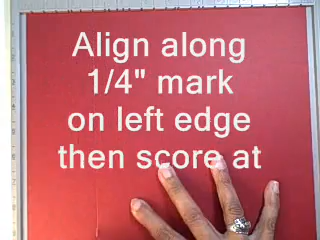 Align along
1/4" mark
on left edge
then score at